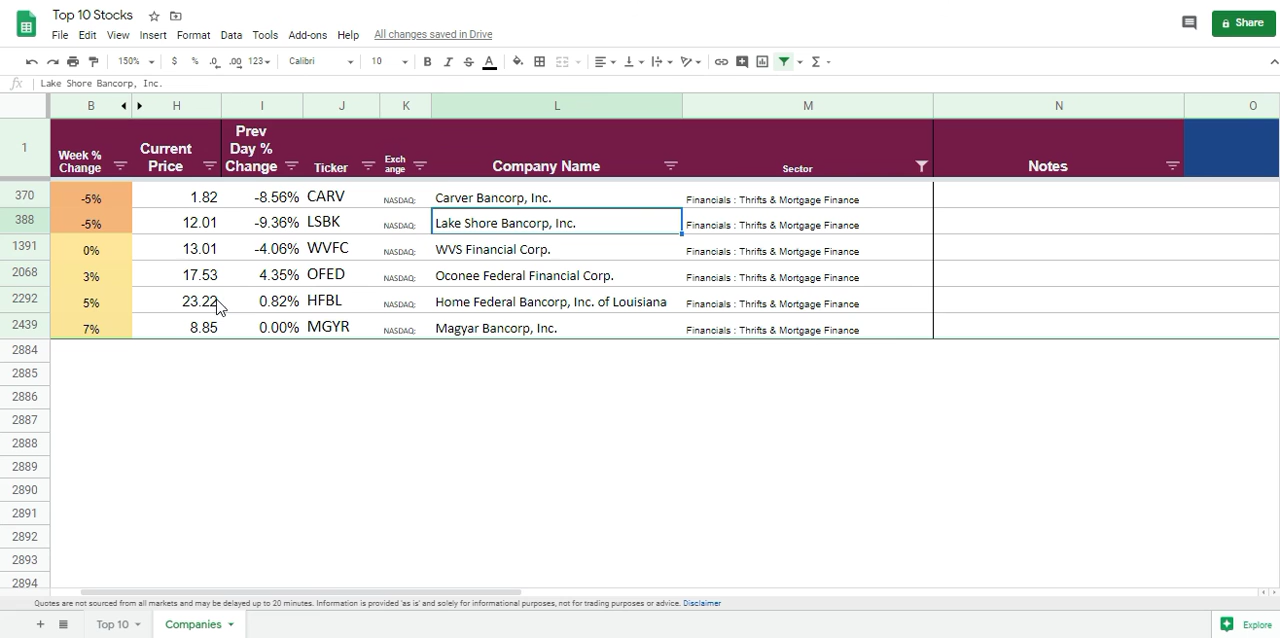 Top 10 Stocks
File Edit View Insert Format Data Tools Add-ons Help All changes saved in Drive
Share
150% $ % .0 .00 123 Calibri 10 B I S A Σ
fx Lake Shore Bancorp, Inc.
B H I J K L M N O
1 Week % Change Current Price Prev Day % Change Ticker Exch ange Company Name Sector Notes
370 -5% 1.82 -8.56% CARV NASDAQ: Carver Bancorp, Inc. Financials : Thrifts & Mortgage Finance
388 -5% 12.01 -9.36% LSBK NASDAQ: Lake Shore Bancorp, Inc. Financials : Thrifts & Mortgage Finance
1391 0% 13.01 -4.06% WVFC NASDAQ: WVS Financial Corp. Financials : Thrifts & Mortgage Finance
2068 3% 17.53 4.35% OFED NASDAQ: Oconee Federal Financial Corp. Financials : Thrifts & Mortgage Finance
2292 5% 23.22 0.82% HFBL NASDAQ: Home Federal Bancorp, Inc. of Louisiana Financials : Thrifts & Mortgage Finance
2439 7% 8.85 0.00% MGYR NASDAQ: Magyar Bancorp, Inc. Financials : Thrifts & Mortgage Finance
2884
2885
2886
2887
2888
2889
2890
2891
2892
2893
2894
Quotes are not sourced from all markets and may be delayed up to 20 minutes. Information is provided 'as is' and solely for informational purposes, not for trading purposes or advice. Disclaimer
+ Top 10 Companies Explore